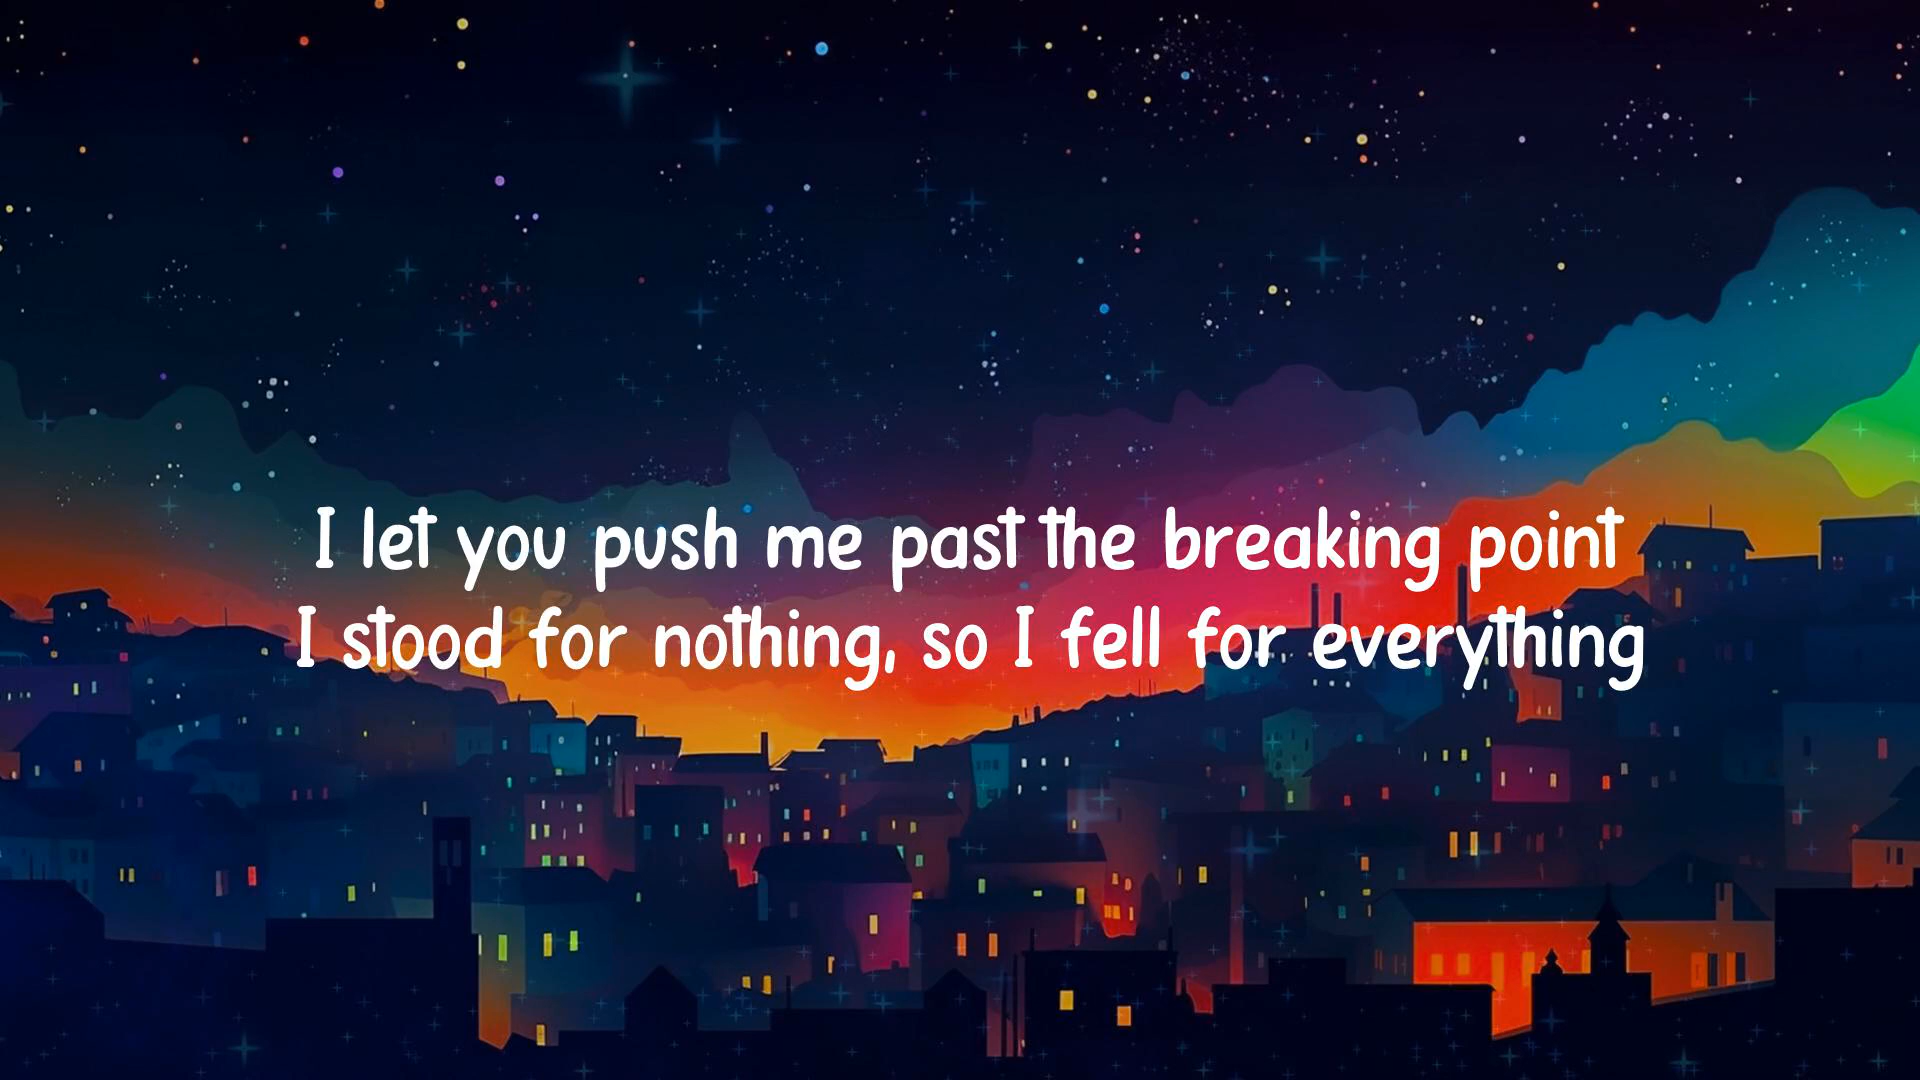 I let you push me past the breaking point
I stood for nothing, so I fell for everything